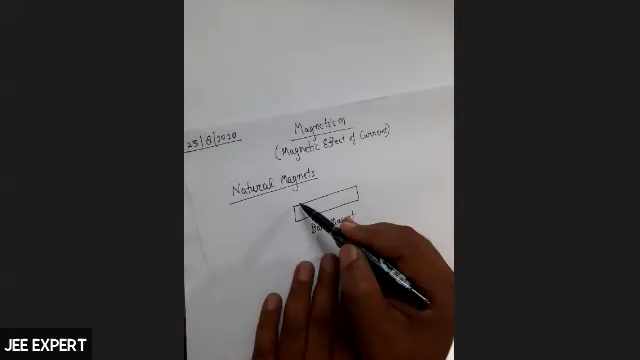 25/8/2020
Magnetism
(Magnetic Effect of Current)
Natural Magnets
JEE EXPERT